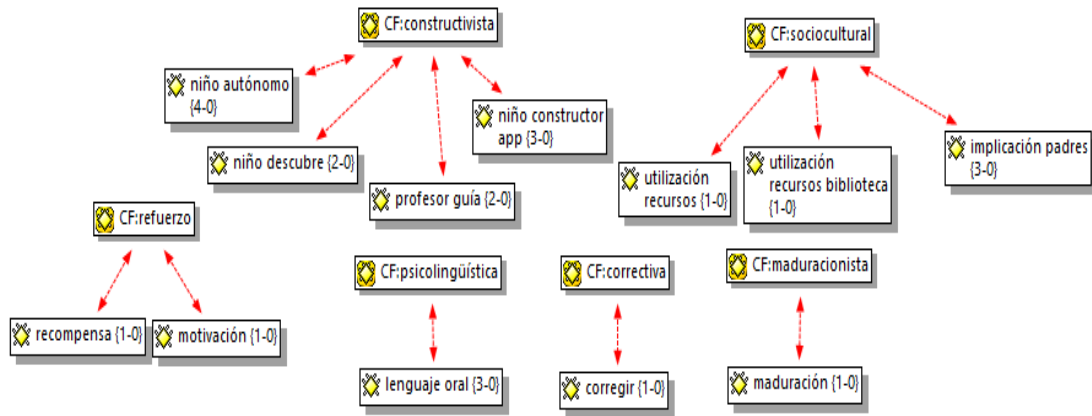 CF:constructivista
CF:sociocultural
niño autónomo
{4-0}
niño constructor
app {3-0}
niño descubre {2-0}
profesor guía {2-0}
utilización
recursos {1-0}
utilización
recursos biblioteca
{1-0}
implicación padres
{3-0}
CF:refuerzo
recompensa {1-0}
motivación {1-0}
CF:psicolingüística
CF:correctiva
CF:maduracionista
lenguaje oral {3-0}
corregir {1-0}
maduración {1-0}